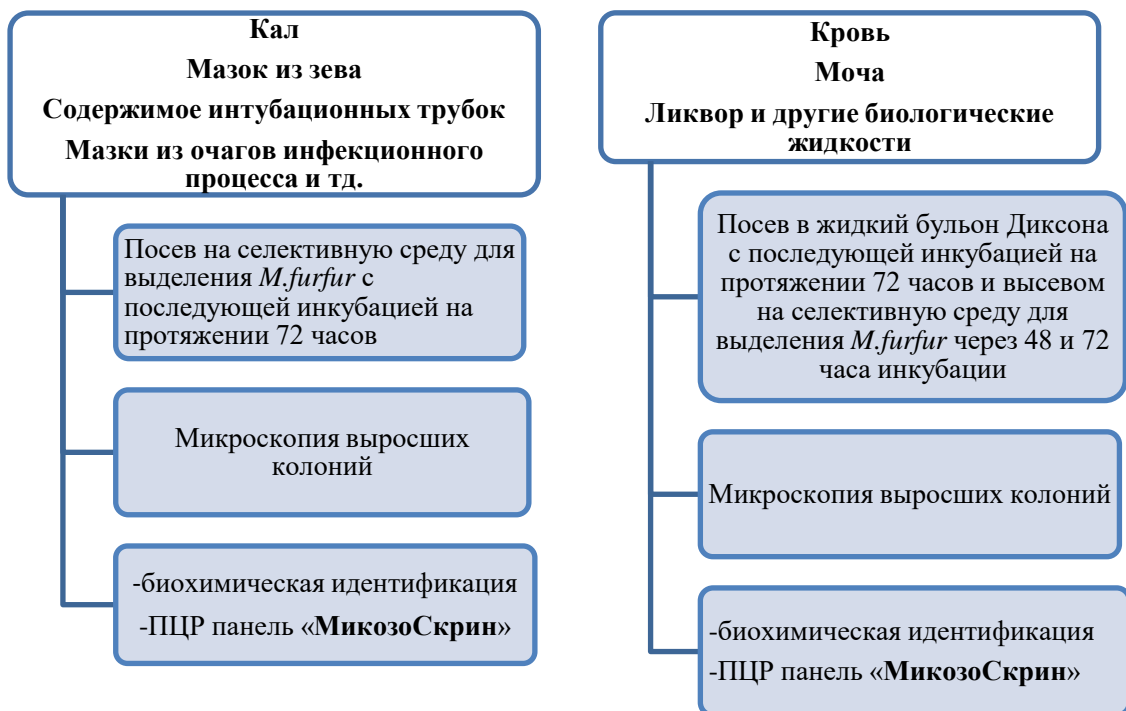 Кал
Мазок из зева
Содержимое интубационных трубок
Мазки из очагов инфекционного
процесса и тд.
Посев на селективную среду для
выделения M.furfur с
последующей инкубацией на
протяжении 72 часов
Микроскопия выросших
колоний
-биохимическая идентификация
-ПЦР панель «МикозоСкрин»
Кровь
Моча
Ликвор и другие биологические
жидкости
Посев в жидкий бульон Диксона
с последующей инкубацией на
протяжении 72 часов и высевом
на селективную среду для
выделения M.furfur через 48 и 72
часа инкубации
Микроскопия выросших колоний
-биохимическая идентификация
-ПЦР панель «МикозоСкрин»